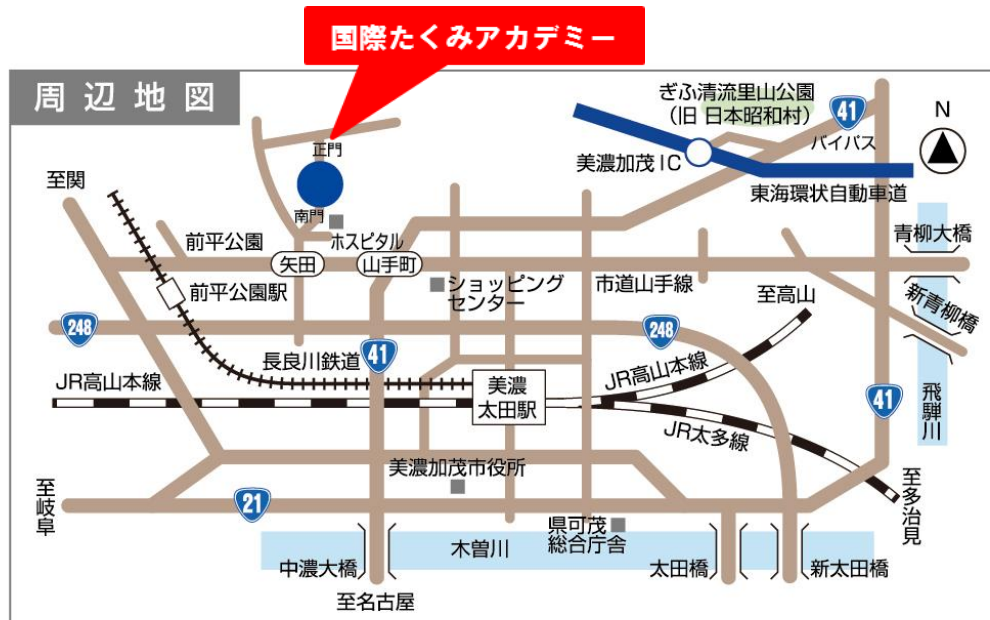 国際たくみアカデミー
周辺地図
ぎふ清流里山公園
（旧 日本昭和村）
41
バイパス
N
正門
美濃加茂IC
東海環状自動車道
至関
南門
ホスピタル
前平公園
矢田
山手町
青柳大橋
前平公園駅
ショッピング
センター
市道山手線
至高山
新青柳橋
248
248
長良川鉄道
41
JR高山本線
JR高山本線
美濃
太田駅
41
飛騨川
JR太多線
美濃加茂市役所
至岐阜
21
至多治見
県可茂
総合庁舎
木曽川
中濃大橋
太田橋
新太田橋
至名古屋